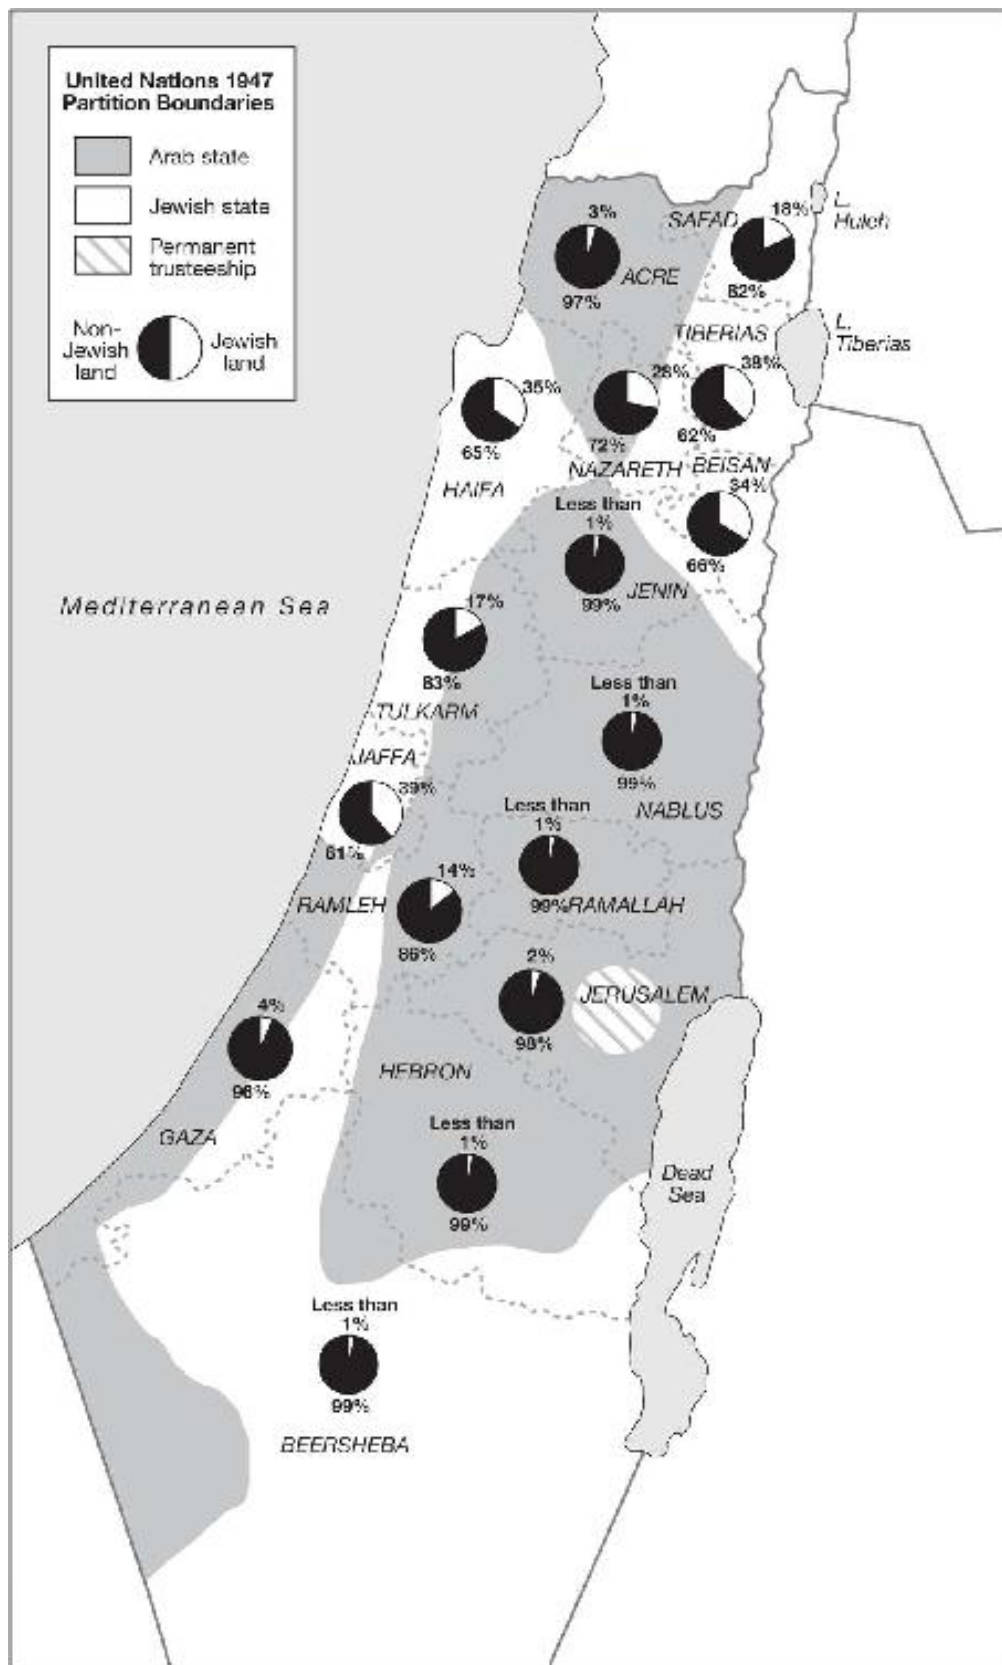 United Nations 1947
Partition Boundaries
Arab state
Jewish state
Permanent
trusteeship
Non-
Jewish
land
Jewish
land
3%
SAFAD
18%
L.
Huleh
ACRE
97%
82%
TIBERIAS
L.
Tiberias
35%
28%
38%
65%
72%
62%
NAZARETH
BEISAN
HAIFA
34%
Less than
1%
66%
99%
JENIN
Mediterranean Sea
17%
83%
Less than
1%
TULKARM
JAFFA
39%
99%
NABLUS
Less than
1%
61%
14%
RAMLEH
99%
RAMALLAH
86%
2%
JERUSALEM
4%
98%
96%
HEBRON
GAZA
Less than
1%
Dead
Sea
99%
Less than
1%
99%
BEERSHEBA